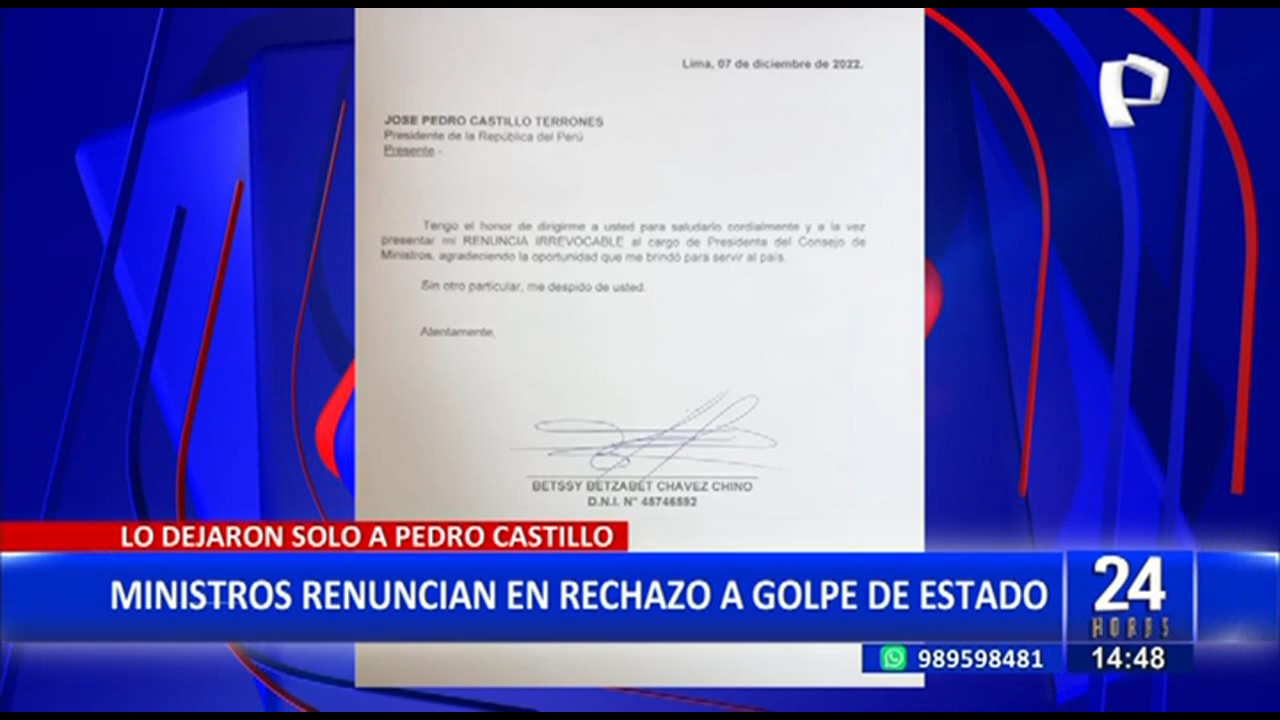 Lima, 07 de diciembre de 2022.
JOSE PEDRO CASTILLO TERRONES
Presidente de la República del Perú
Presente.-
Tengo el honor de dirigirme a usted para saludarlo cordialmente y a la vez
presentar mi RENUNCIA IRREVOCABLE al cargo de Presidenta del Consejo de
Ministros, agradeciendo la oportunidad que me brindó para servir al país.
Sin otro particular, me despido de usted.
Atentamente,
BETSSY BETZABET CHAVEZ CHINO
D.N.I. N° 45746592
LO DEJARON SOLO A PEDRO CASTILLO
MINISTROS RENUNCIAN EN RECHAZO A GOLPE DE ESTADO
24
HORAS
989598481
14:48